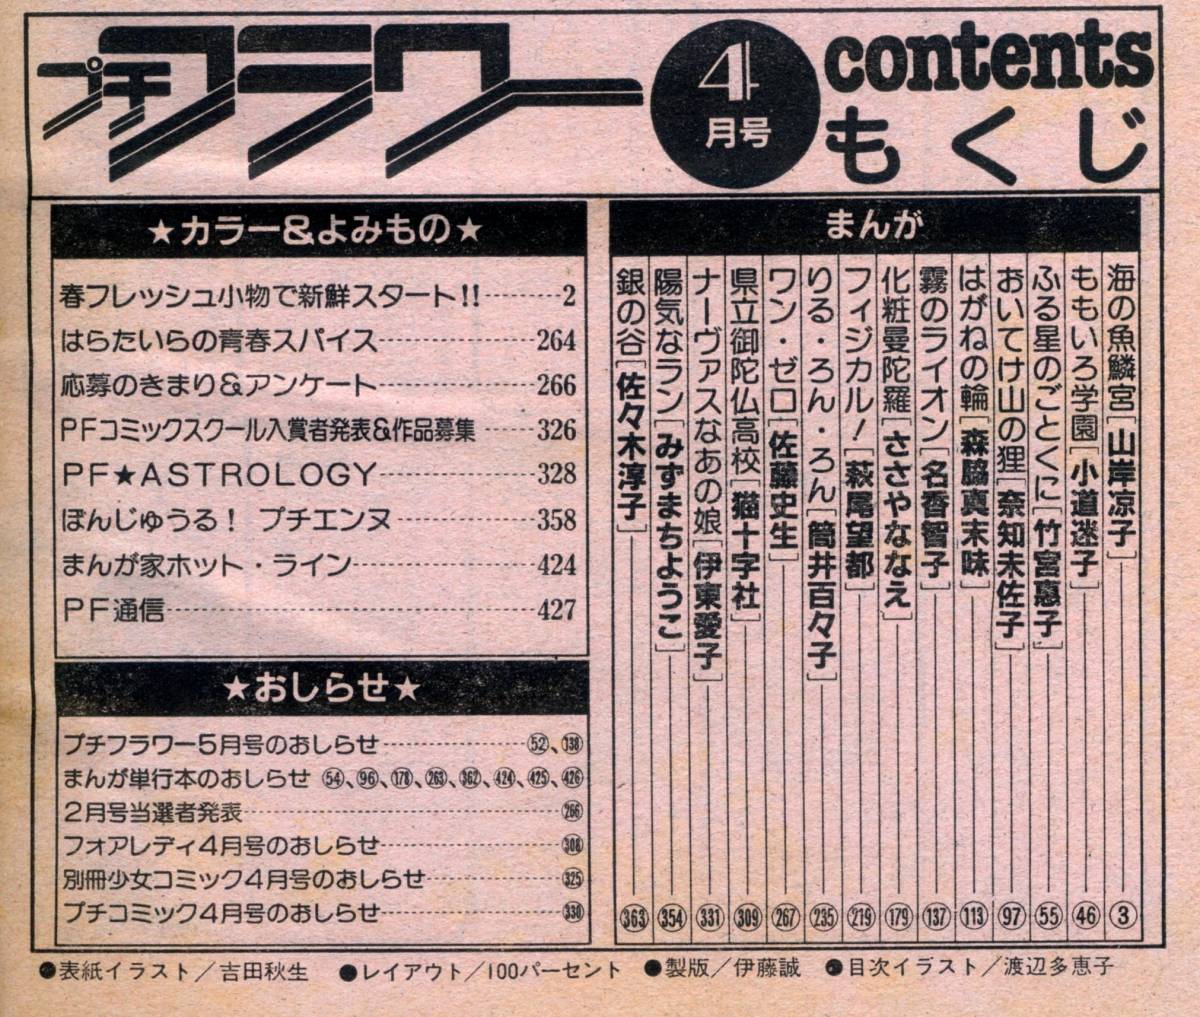 プチフラワー
4
月号
contents
もくじ
まんが
海の魚鱗宮[山岸凉子]③
ももいろ学園[小道迷子]㊻
ふる星のごとくに[竹宮惠子]55
おいてけ山の狸[奈知未佐子]97
はがねの輪[森脇真末味]113
霧のライオン[名香智子]137
化粧曼陀羅[ささやななえ]179
フィジカル![萩尾望都]219
りる・ろん・ろん[筒井百々子]235
ワン・ゼロ[佐藤史生]267
県立御陀仏高校[猫十字社]309
ナーヴァスなあの娘[伊東愛子]331
陽気なラン[みずまちようこ]354
銀の谷[佐々木淳子]363
★カラー&よみもの★
春フレッシュ小物で新鮮スタート!!………2
はらたいらの青春スパイス………264
応募のきまり&アンケート………266
PFコミックスクール入賞者発表&作品募集……326
PF★ASTROLOGY………328
ぼんじゅうる! プチエンヌ………358
まんが家ホット・ライン………424
PF通信………427
★おしらせ★
プチフラワー5月号のおしらせ………52、138
まんが単行本のおしらせ 54、96、178、263、362、424、425、426
2月号当選者発表………266
フォアレディ4月号のおしらせ………308
別冊少女コミック4月号のおしらせ………325
プチコミック4月号のおしらせ………330
●表紙イラスト/吉田秋生 ●レイアウト/100パーセント ●製版/伊藤誠 ●目次イラスト/渡辺多恵子